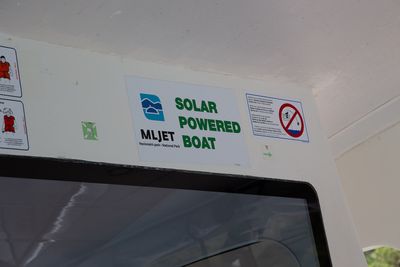 MLJET
Nacionalni park - National Park
SOLAR
POWERED
BOAT